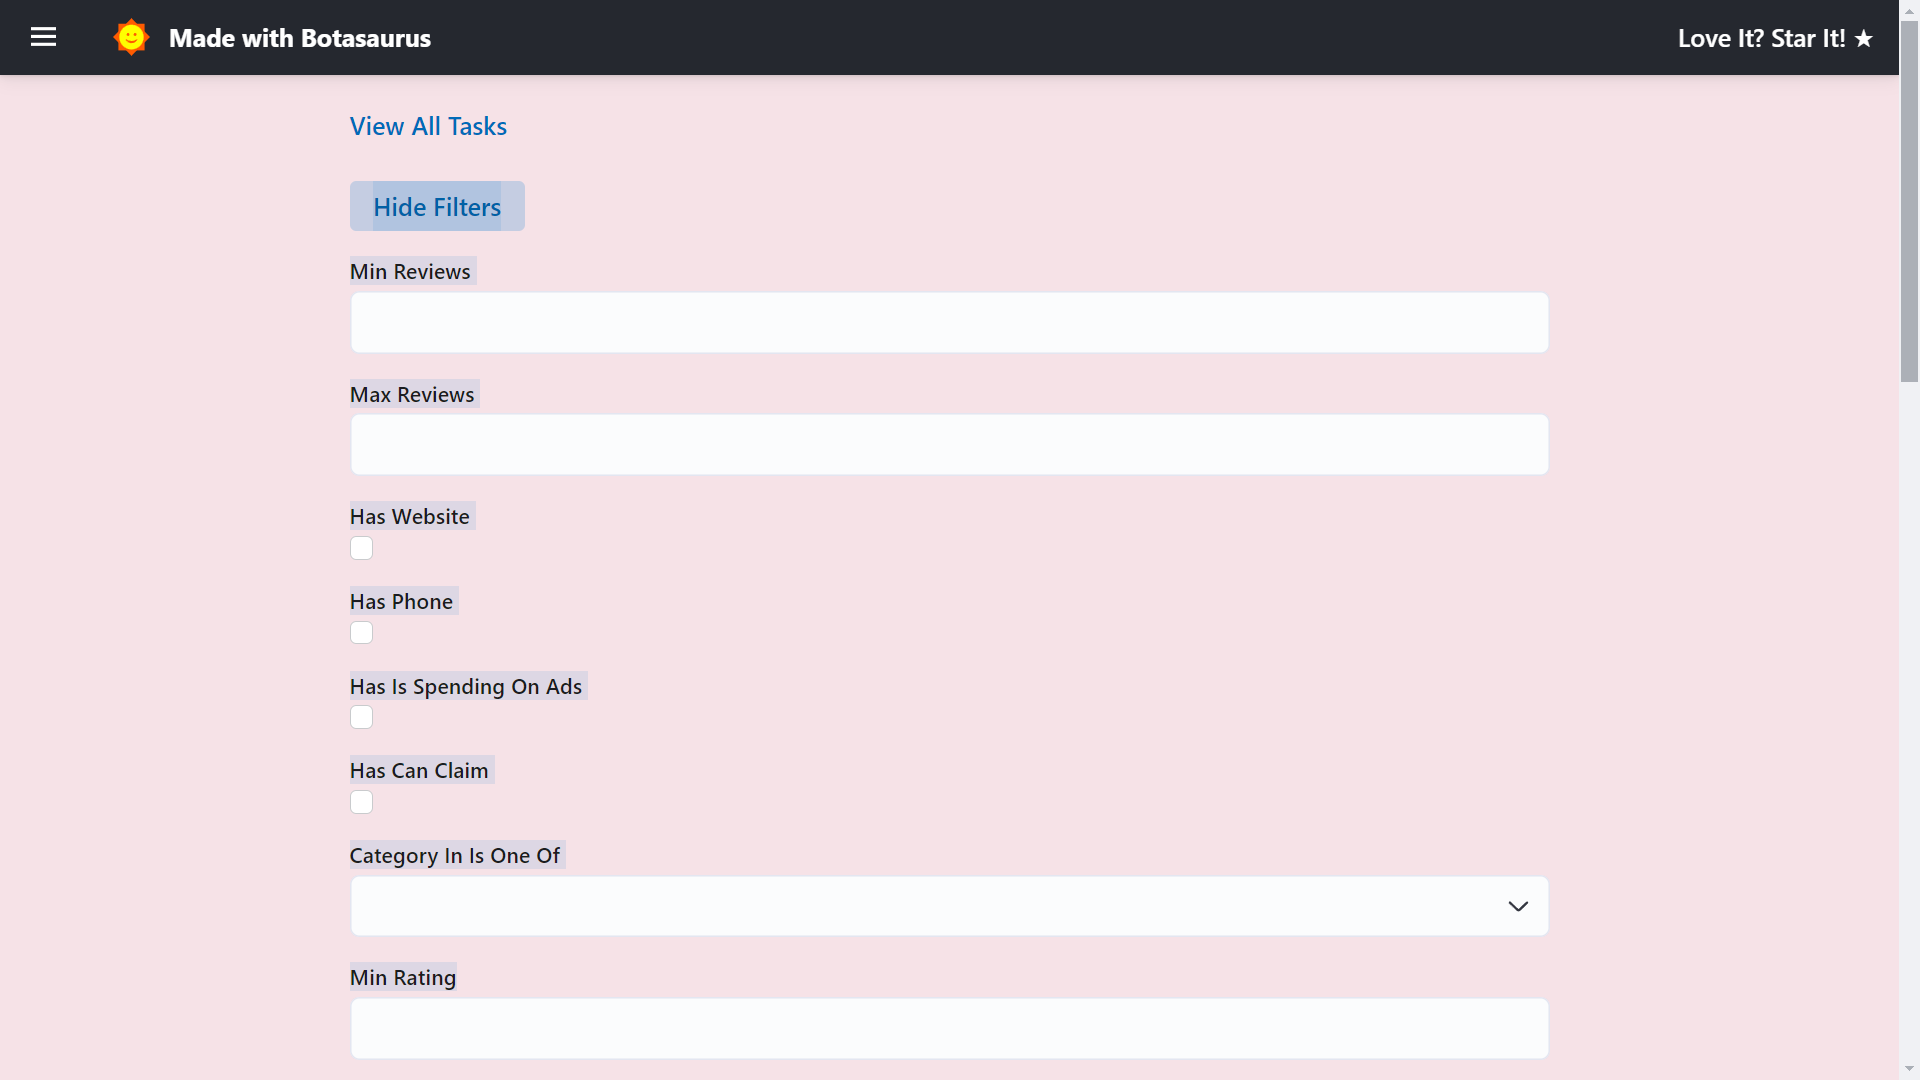 Made with Botasaurus
Love It? Star It! ★
View All Tasks
Hide Filters
Min Reviews
Max Reviews
Has Website
Has Phone
Has Is Spending On Ads
Has Can Claim
Category In Is One Of
Min Rating